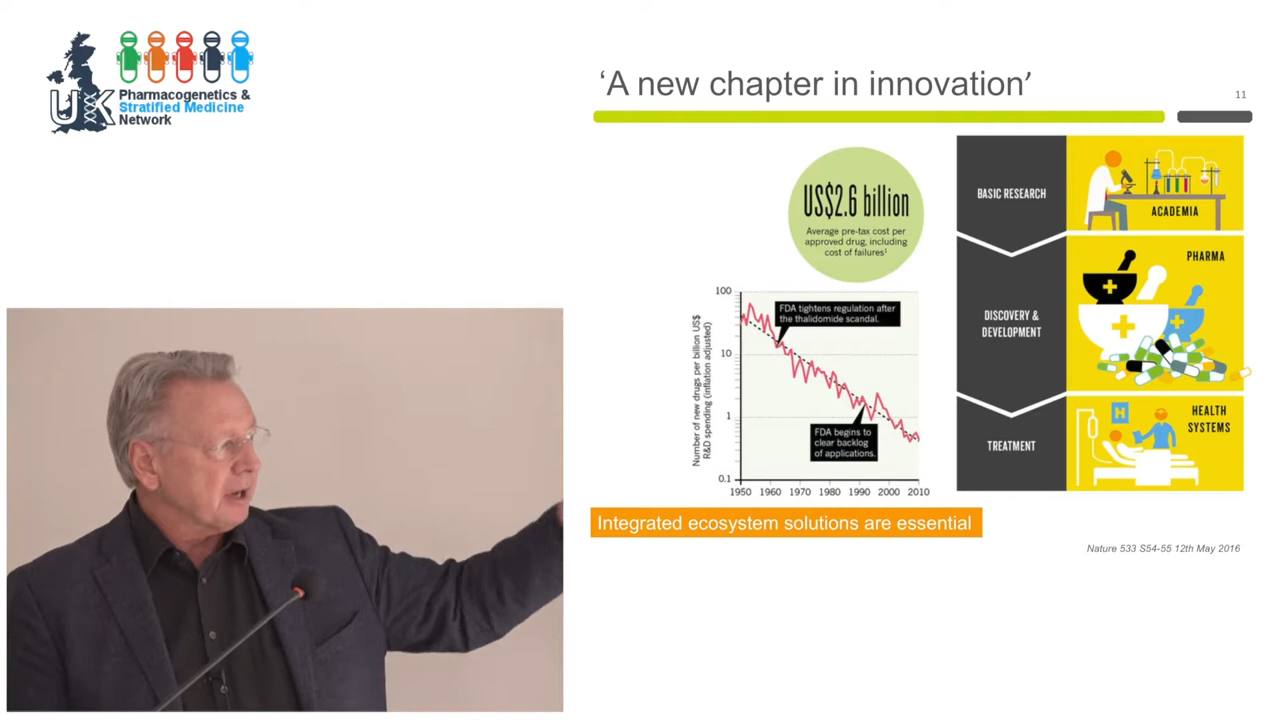 UK
Pharmacogenetics &
Stratified Medicine
Network
‘A new chapter in innovation’
11
US$2.6 billion
Average pre-tax cost per
approved drug, including
cost of failures¹
Number of new drugs per billion US$
R&D spending (inflation adjusted)
100
10
1
0.1
FDA tightens regulation after
the thalidomide scandal.
FDA begins to
clear backlog
of applications.
1950 1960 1970 1980 1990 2000 2010
BASIC RESEARCH
ACADEMIA
DISCOVERY &
DEVELOPMENT
PHARMA
TREATMENT
H
HEALTH
SYSTEMS
Integrated ecosystem solutions are essential
Nature 533 S54-55 12th May 2016